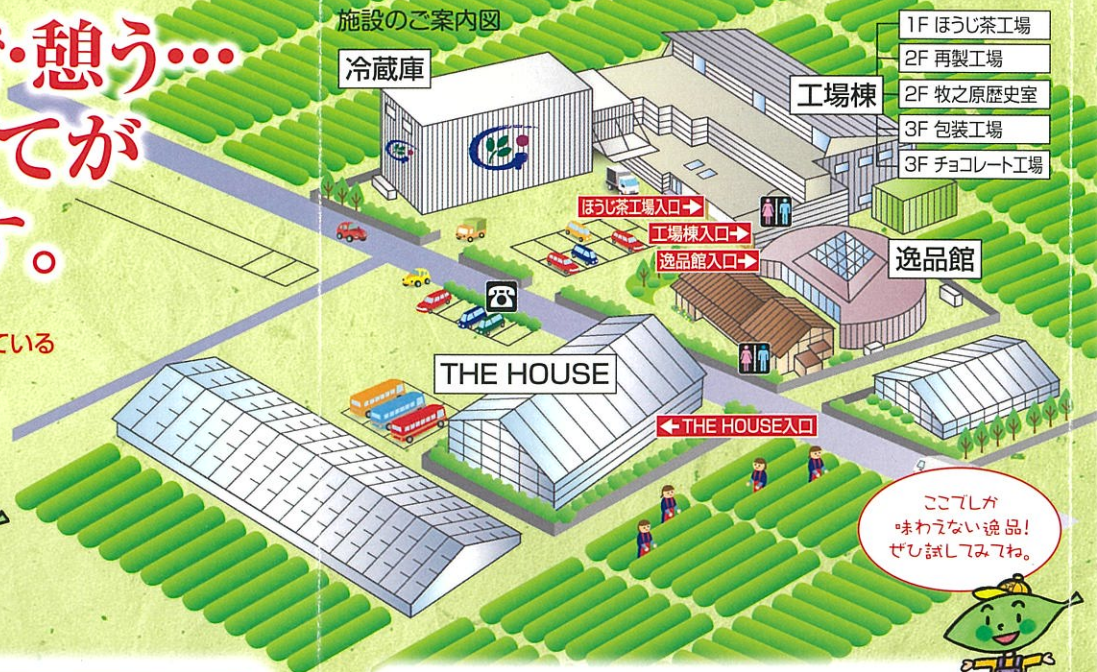 ・憩う…
てが
。
ている
施設のご案内図
冷蔵庫
工場棟
1F ほうじ茶工場
2F 再製工場
2F 牧之原歴史室
3F 包装工場
3F チョコレート工場
ほうじ茶工場入口→
工場棟入口→
逸品館入口→
逸品館
THE HOUSE
←THE HOUSE入口
ここでしか
味わえない逸品!
ぜひ試してみてね。